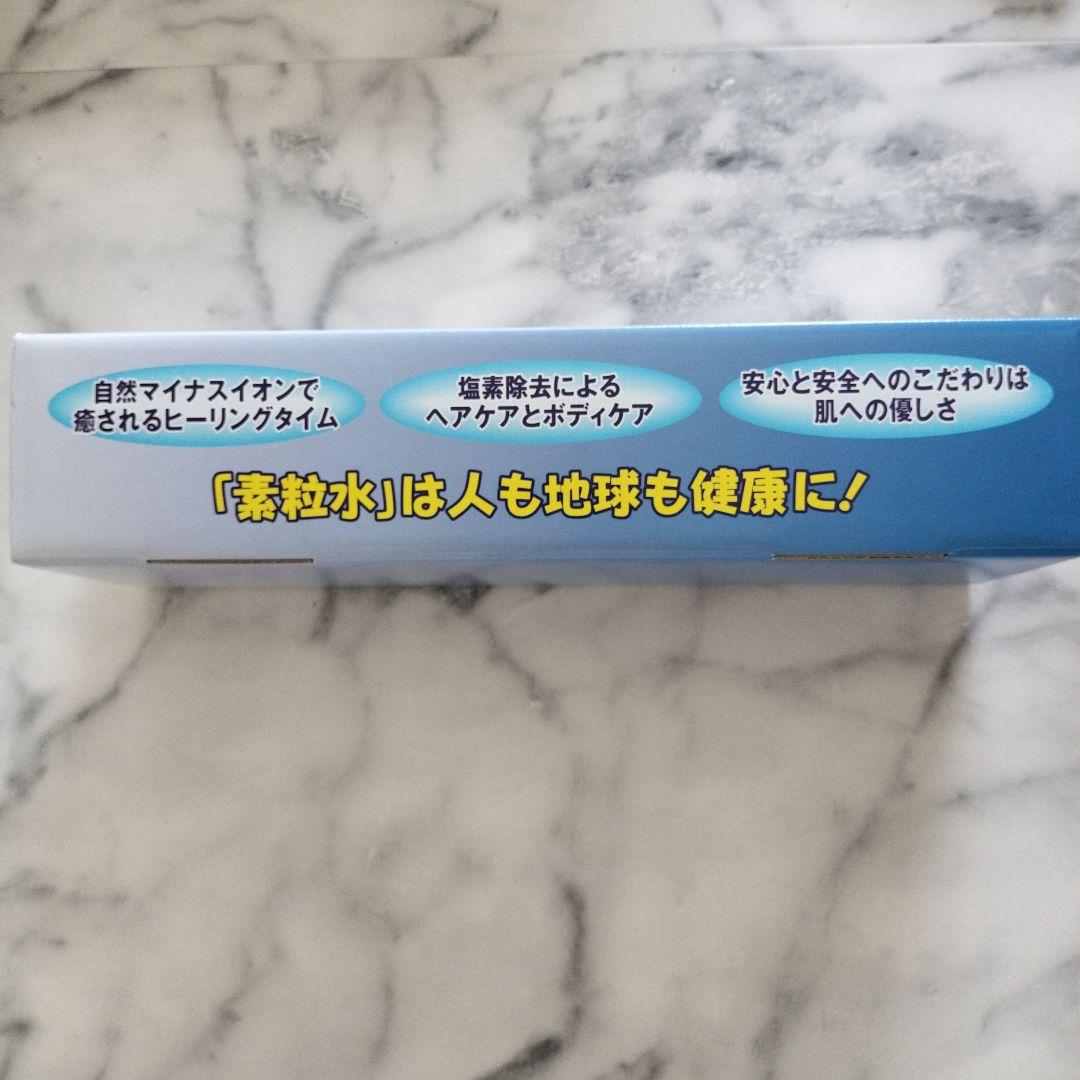 自然マイナスイオンで
癒されるヒーリングタイム
塩素除去による
ヘアケアとボディケア
安心と安全へのこだわりは
肌への優しさ
「素粒水」は人も地球も健康に!